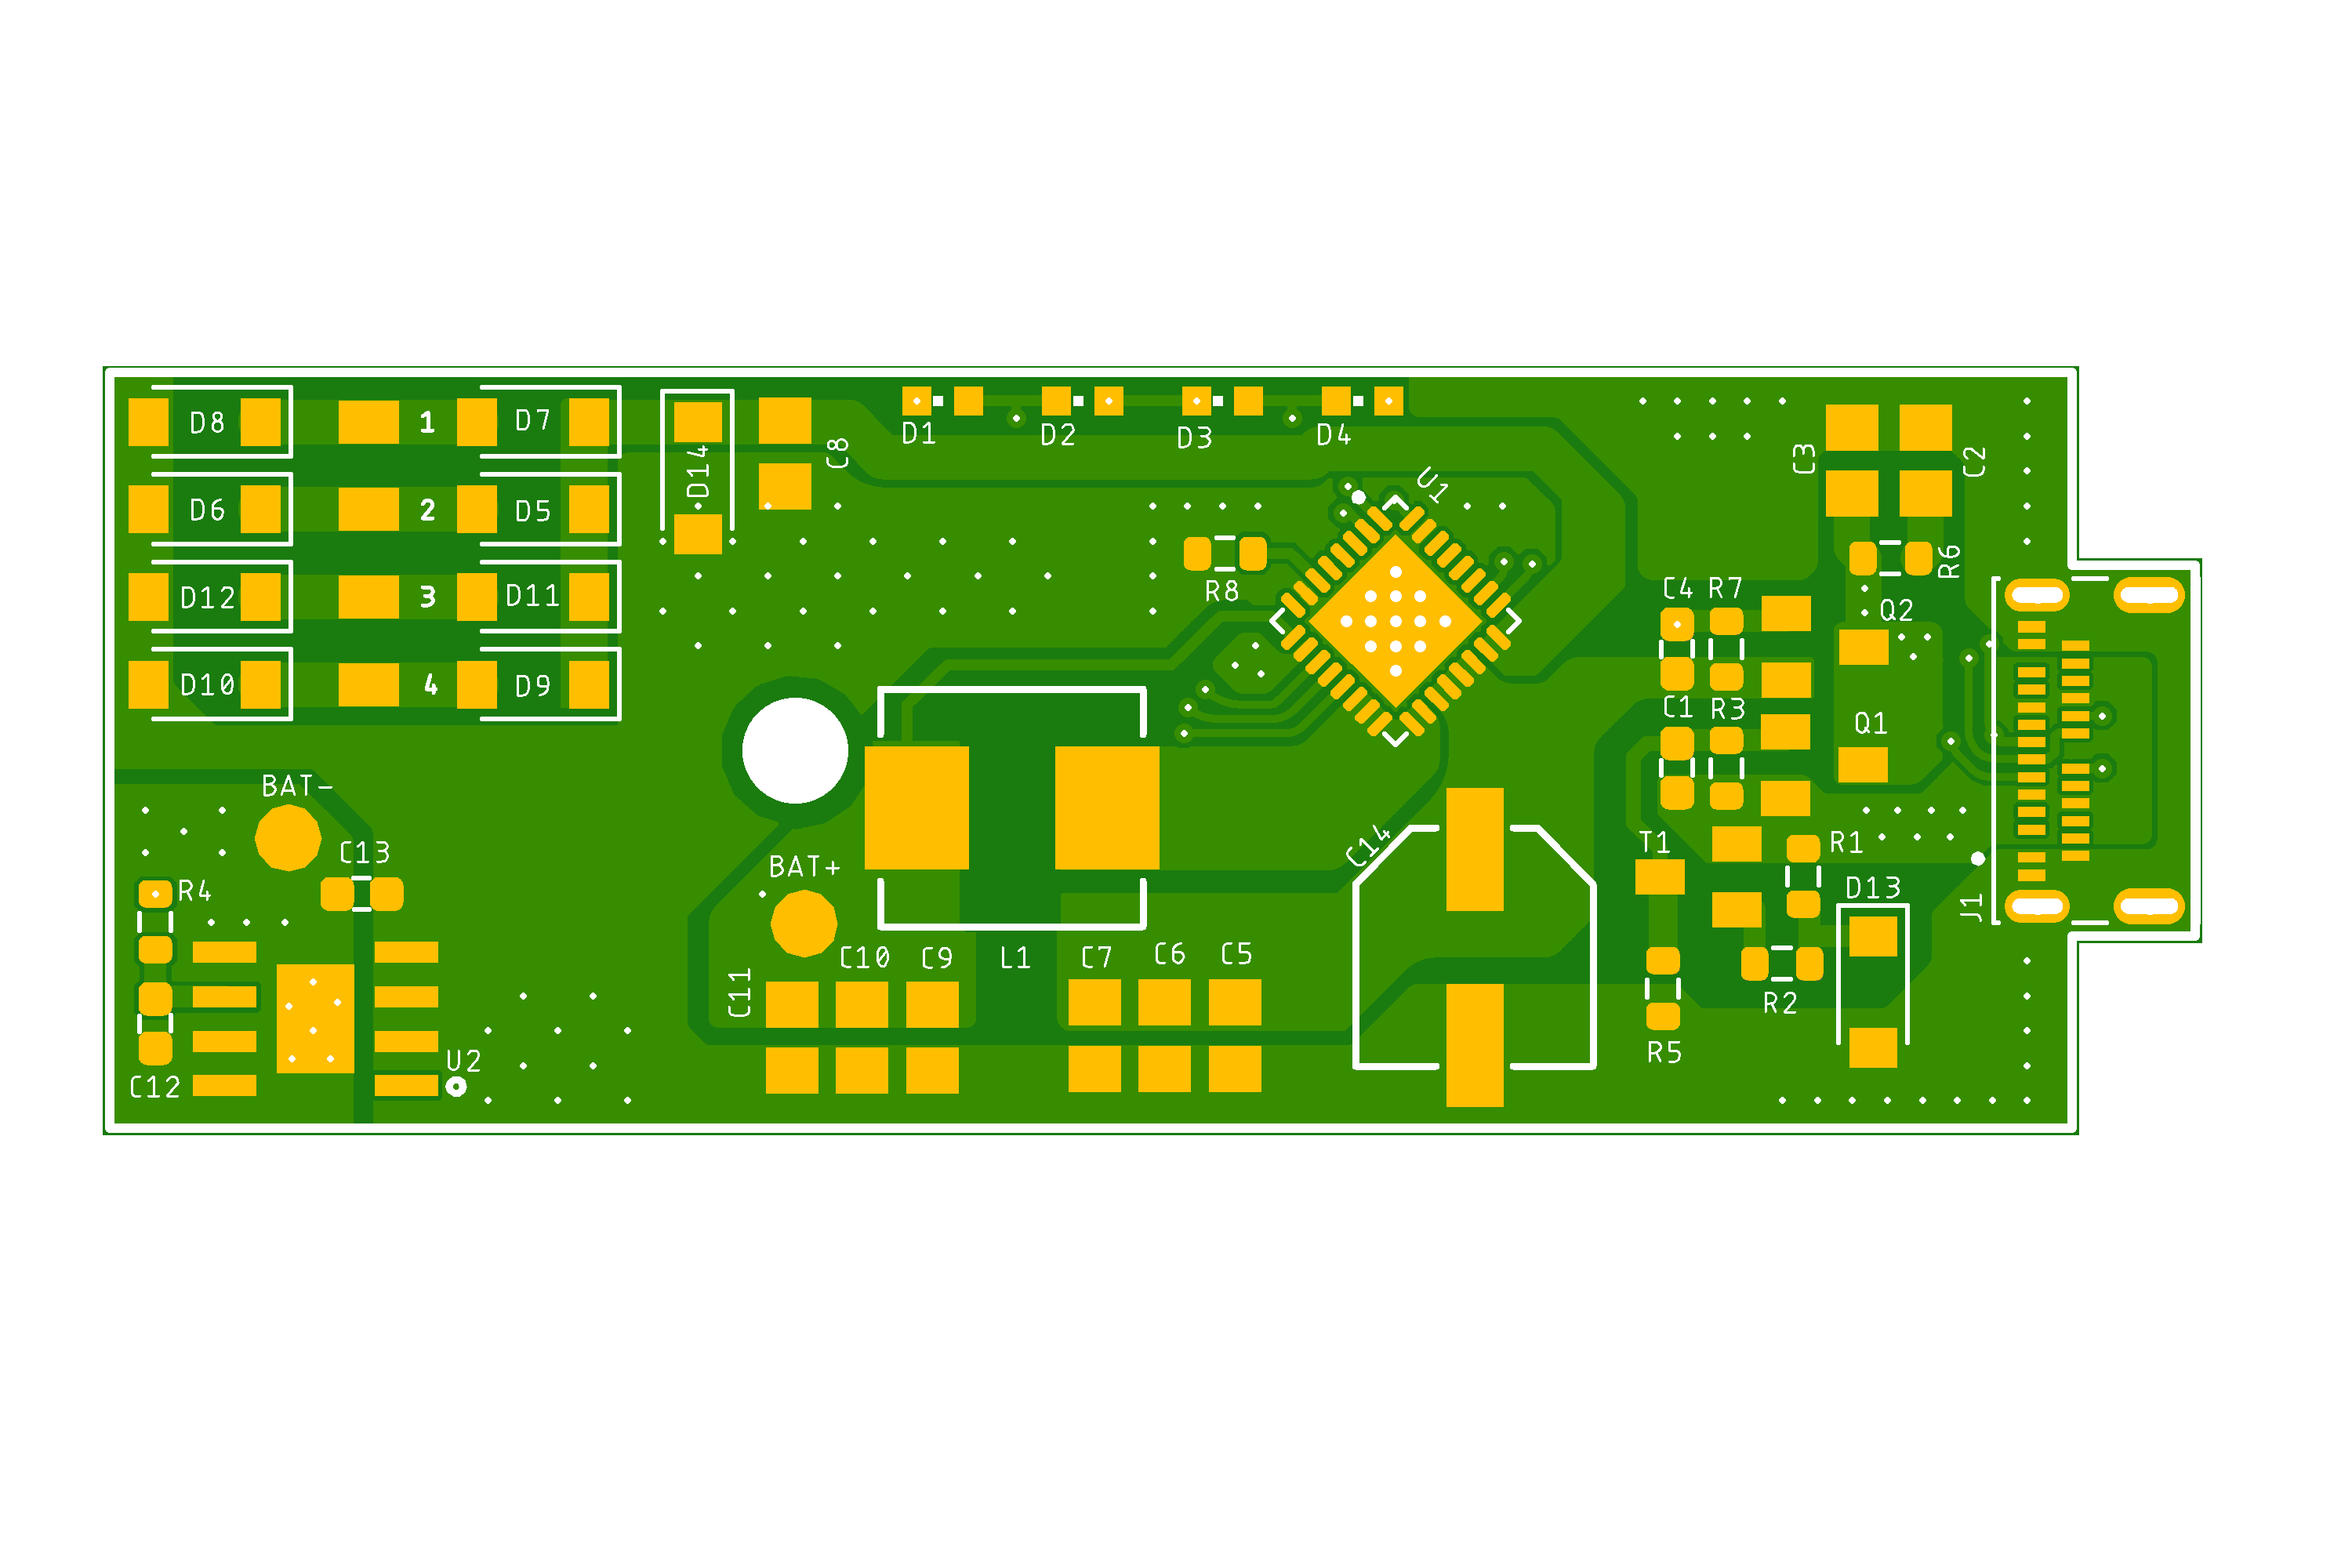 D8 1 D7
D14
C8
D1 D2 D3 D4
C3
C2
U1
D6 2 D5
R6
R8
C4 R7
Q2
D12 3 D11
D10 4 D9
C1 R3
Q1
BAT-
C13
BAT+
C14
T1
R1
R4
D13
J1
C11
C10 C9 L1 C7 C6 C5
R2
U2
R5
C12